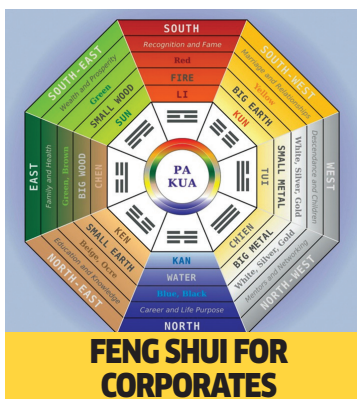 SOUTH
Recognition and Fame
Red
FIRE
LI
SOUTH-WEST
Marriage and Relationships
Yellow
BIG EARTH
KUN
WEST
Descendance and Children
White, Silver, Gold
SMALL METAL
TUI
NORTH-WEST
Mentors and Networking
White, Silver, Gold
BIG METAL
CHIEN
KAN
WATER
Blue, Black
Career and Life Purpose
NORTH
KEN
SMALL EARTH
Beige, Ocre
Education and Knowledge
NORTH-EAST
EAST
Family and Health
Green, Brown
BIG WOOD
CHEN
SOUTH-EAST
Wealth and Prosperity
Green
SMALL WOOD
SUN
PA
KUA
FENG SHUI FOR
CORPORATES